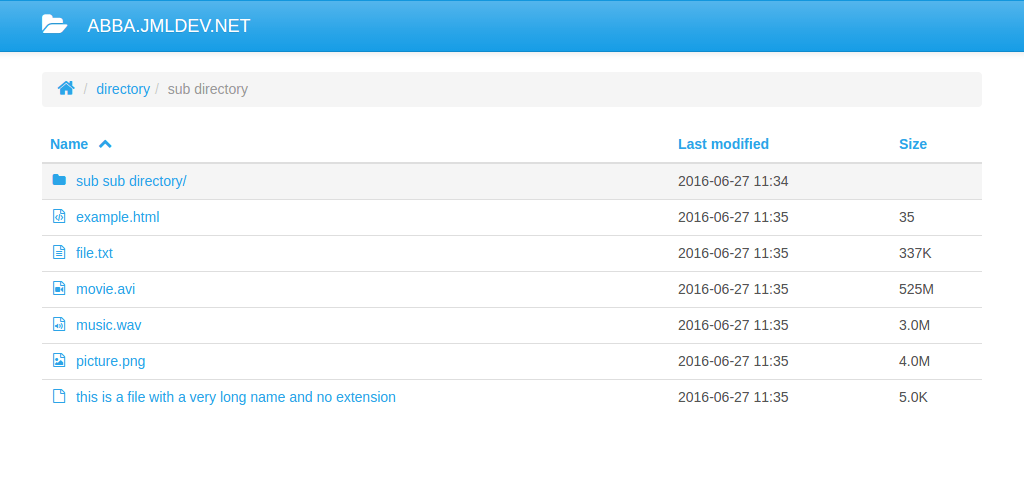 ABBA.JMLDEV.NET
/ directory / sub directory
Name Last modified Size
sub sub directory/ 2016-06-27 11:34
example.html 2016-06-27 11:35 35
file.txt 2016-06-27 11:35 337K
movie.avi 2016-06-27 11:35 525M
music.wav 2016-06-27 11:35 3.0M
picture.png 2016-06-27 11:35 4.0M
this is a file with a very long name and no extension 2016-06-27 11:35 5.0K